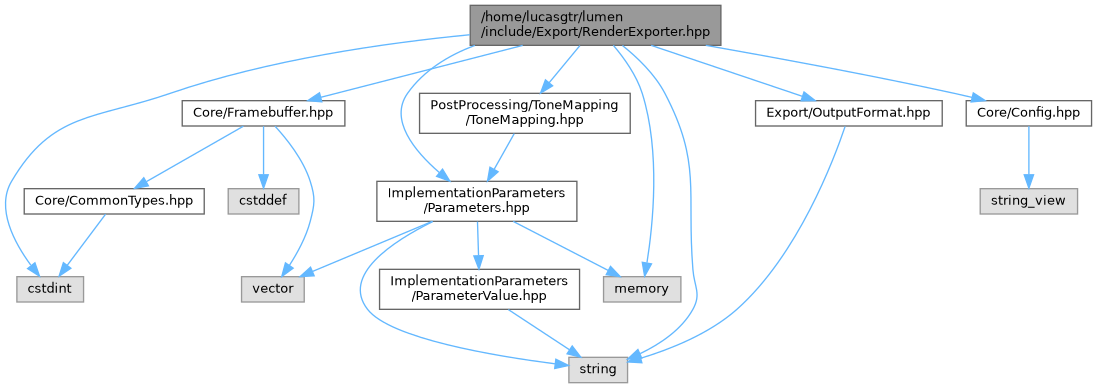 /home/lucasgtr/lumen
/include/Export/RenderExporter.hpp
Core/Framebuffer.hpp
PostProcessing/ToneMapping
/ToneMapping.hpp
Export/OutputFormat.hpp
Core/Config.hpp
Core/CommonTypes.hpp
cstddef
ImplementationParameters
/Parameters.hpp
string_view
cstdint
vector
ImplementationParameters
/ParameterValue.hpp
memory
string